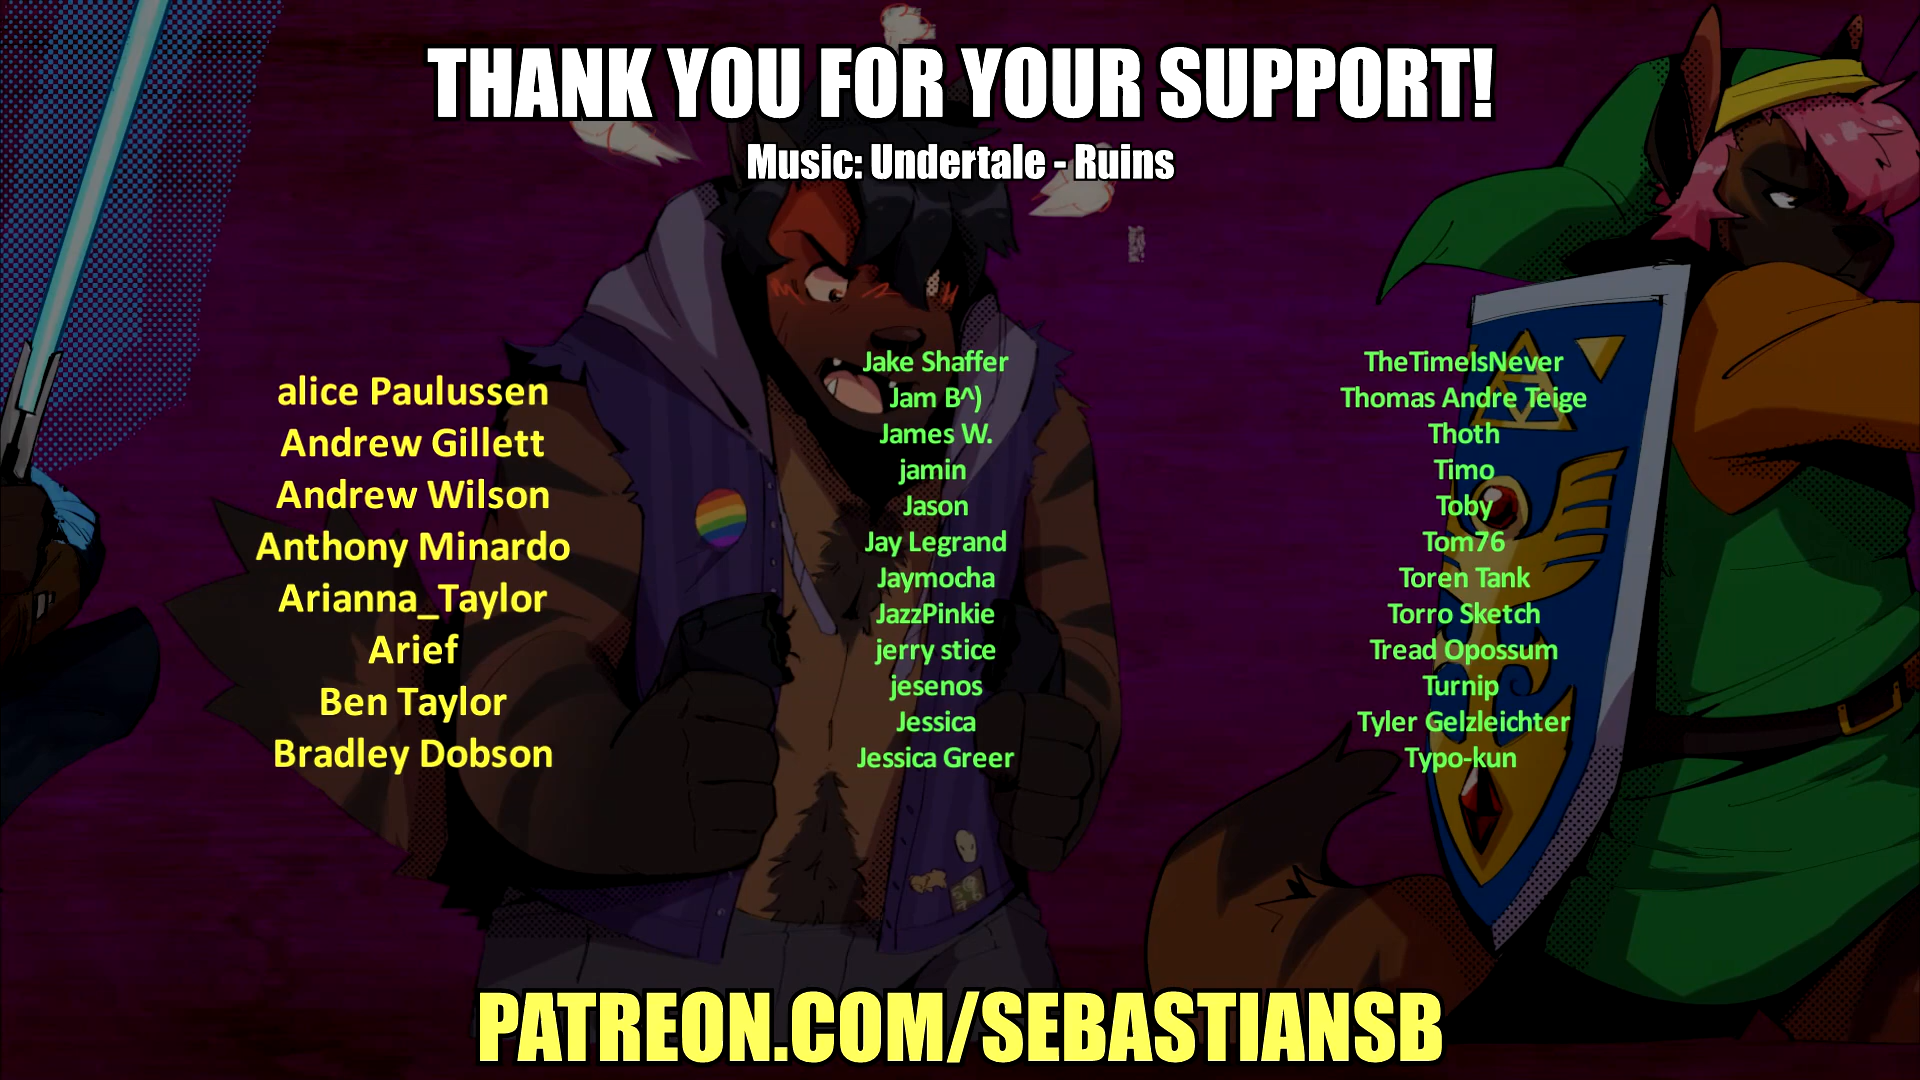 THANK YOU FOR YOUR SUPPORT!
Music: Undertale - Ruins
alice Paulussen
Andrew Gillett
Andrew Wilson
Anthony Minardo
Arianna_Taylor
Arief
Ben Taylor
Bradley Dobson
Jake Shaffer
Jam B^)
James W.
jamin
Jason
Jay Legrand
Jaymocha
JazzPinkie
jerry stice
jesenos
Jessica
Jessica Greer
TheTimeIsNever
Thomas Andre Teige
Thoth
Timo
Toby
Tom76
Toren Tank
Torro Sketch
Tread Opossum
Turnip
Tyler Gelzleichter
Typo-kun
PATREON.COM/SEBASTIANSB